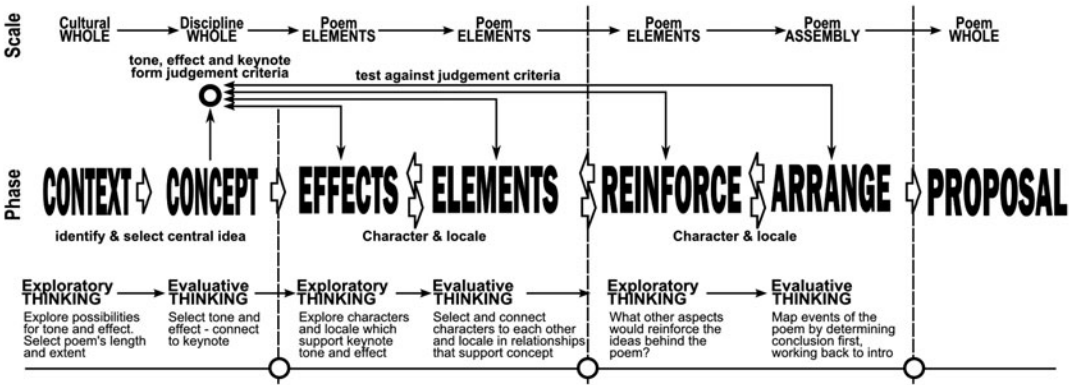 Scale
Cultural
WHOLE
Discipline
WHOLE
Poem
ELEMENTS
Poem
ELEMENTS
Poem
ELEMENTS
Poem
ASSEMBLY
Poem
WHOLE
tone, effect and keynote
form judgement criteria
test against judgement criteria
Phase
CONTEXT
CONCEPT
EFFECTS
ELEMENTS
REINFORCE
ARRANGE
PROPOSAL
identify & select central idea
Character & locale
Character & locale
Exploratory
THINKING
Explore possibilities
for tone and effect.
Select poem's length
and extent
Evaluative
THINKING
Select tone and
effect - connect
to keynote
Exploratory
THINKING
Explore characters
and locale which
support keynote
tone and effect
Evaluative
THINKING
Select and connect
characters to each other
and locale in relationships
that support concept
Exploratory
THINKING
What other aspects
would reinforce the
ideas behind the
poem?
Evaluative
THINKING
Map events of the
poem by determining
conclusion first,
working back to intro